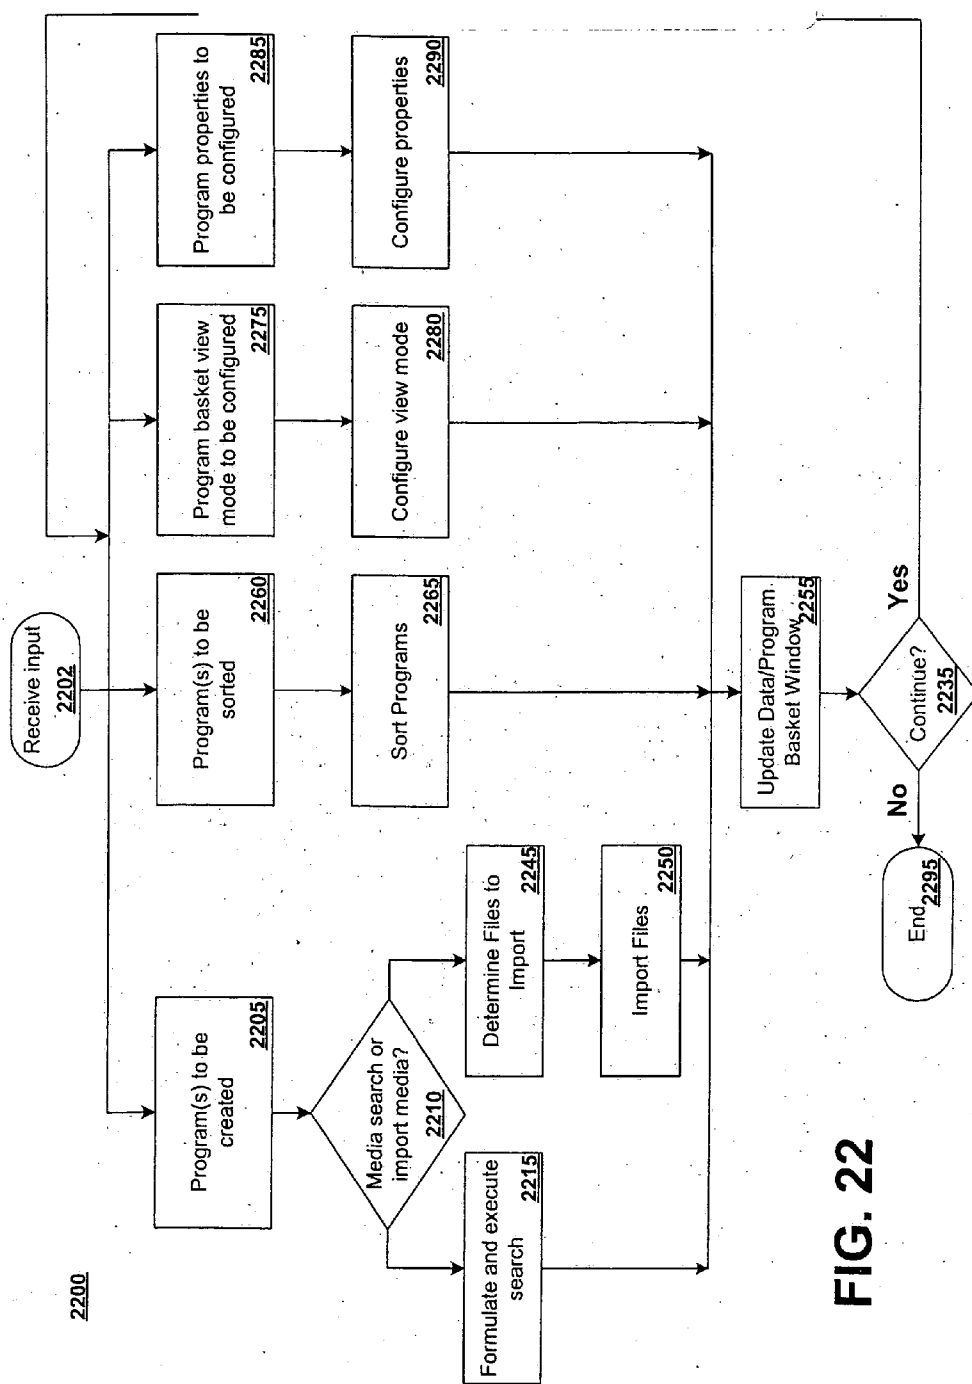 2200
Receive input
2202
Program(s) to be
created
2205
Program(s) to be
sorted
2260
Program basket view
mode to be configured
2275
Program properties to
be configured
2285
Media search or
import media?
2210
Sort Programs
2265
Configure view mode
2280
Configure properties
2290
Formulate and execute
search
2215
Determine Files to
Import
2245
Import Files
2250
Update Data/Program
Basket Window
2255
Continue?
2235
Yes
No
End
2295
FIG. 22